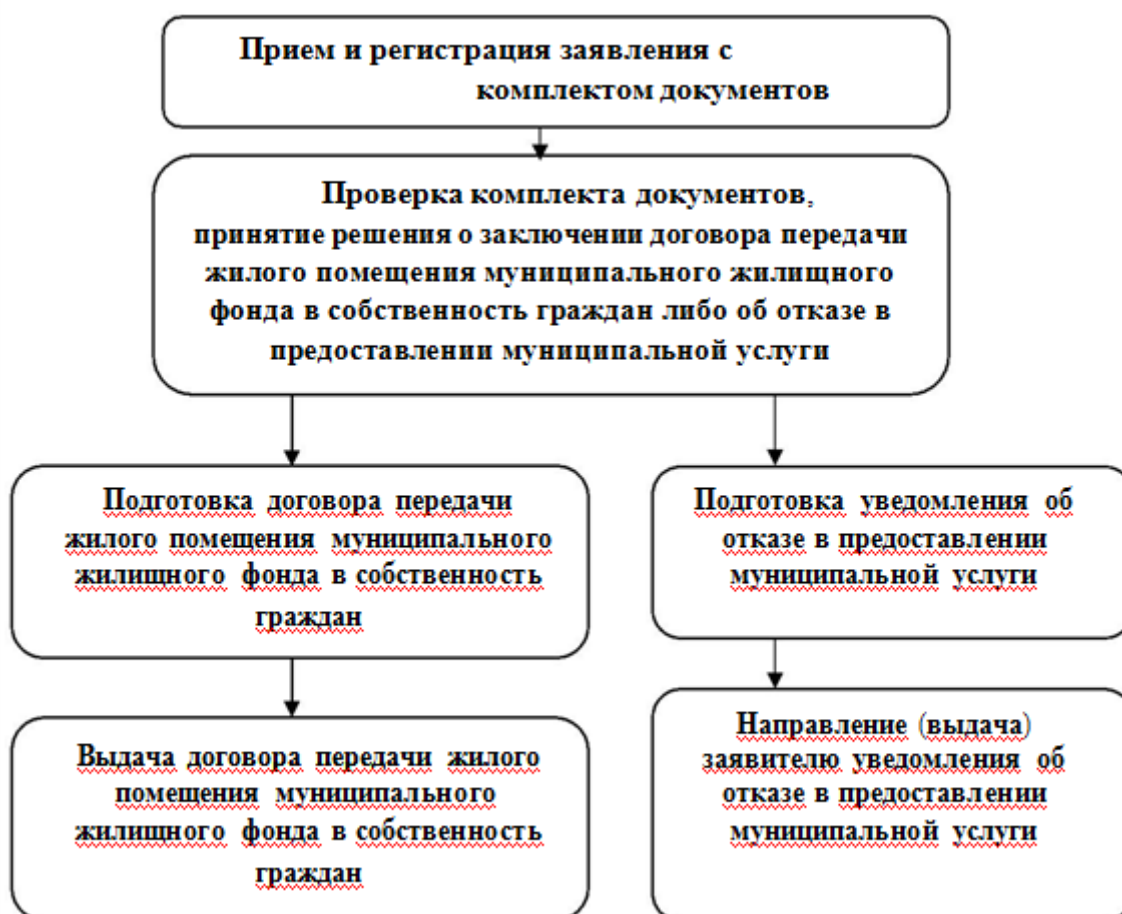 Прием и регистрация заявления с
комплектом документов
Проверка комплекта документов,
принятие решения о заключении договора передачи
жилого помещения муниципального жилищного
фонда в собственность граждан либо об отказе в
предоставлении муниципальной услуги
Подготовка договора передачи
жилого помещения муниципального
жилищного фонда в собственность
граждан
Подготовка уведомления об
отказе в предоставлении
муниципальной услуги
Выдача договора передачи жилого
помещения муниципального
жилищного фонда в собственность
граждан
Направление (выдача)
заявителю уведомления об
отказе в предоставлении
муниципальной услуги